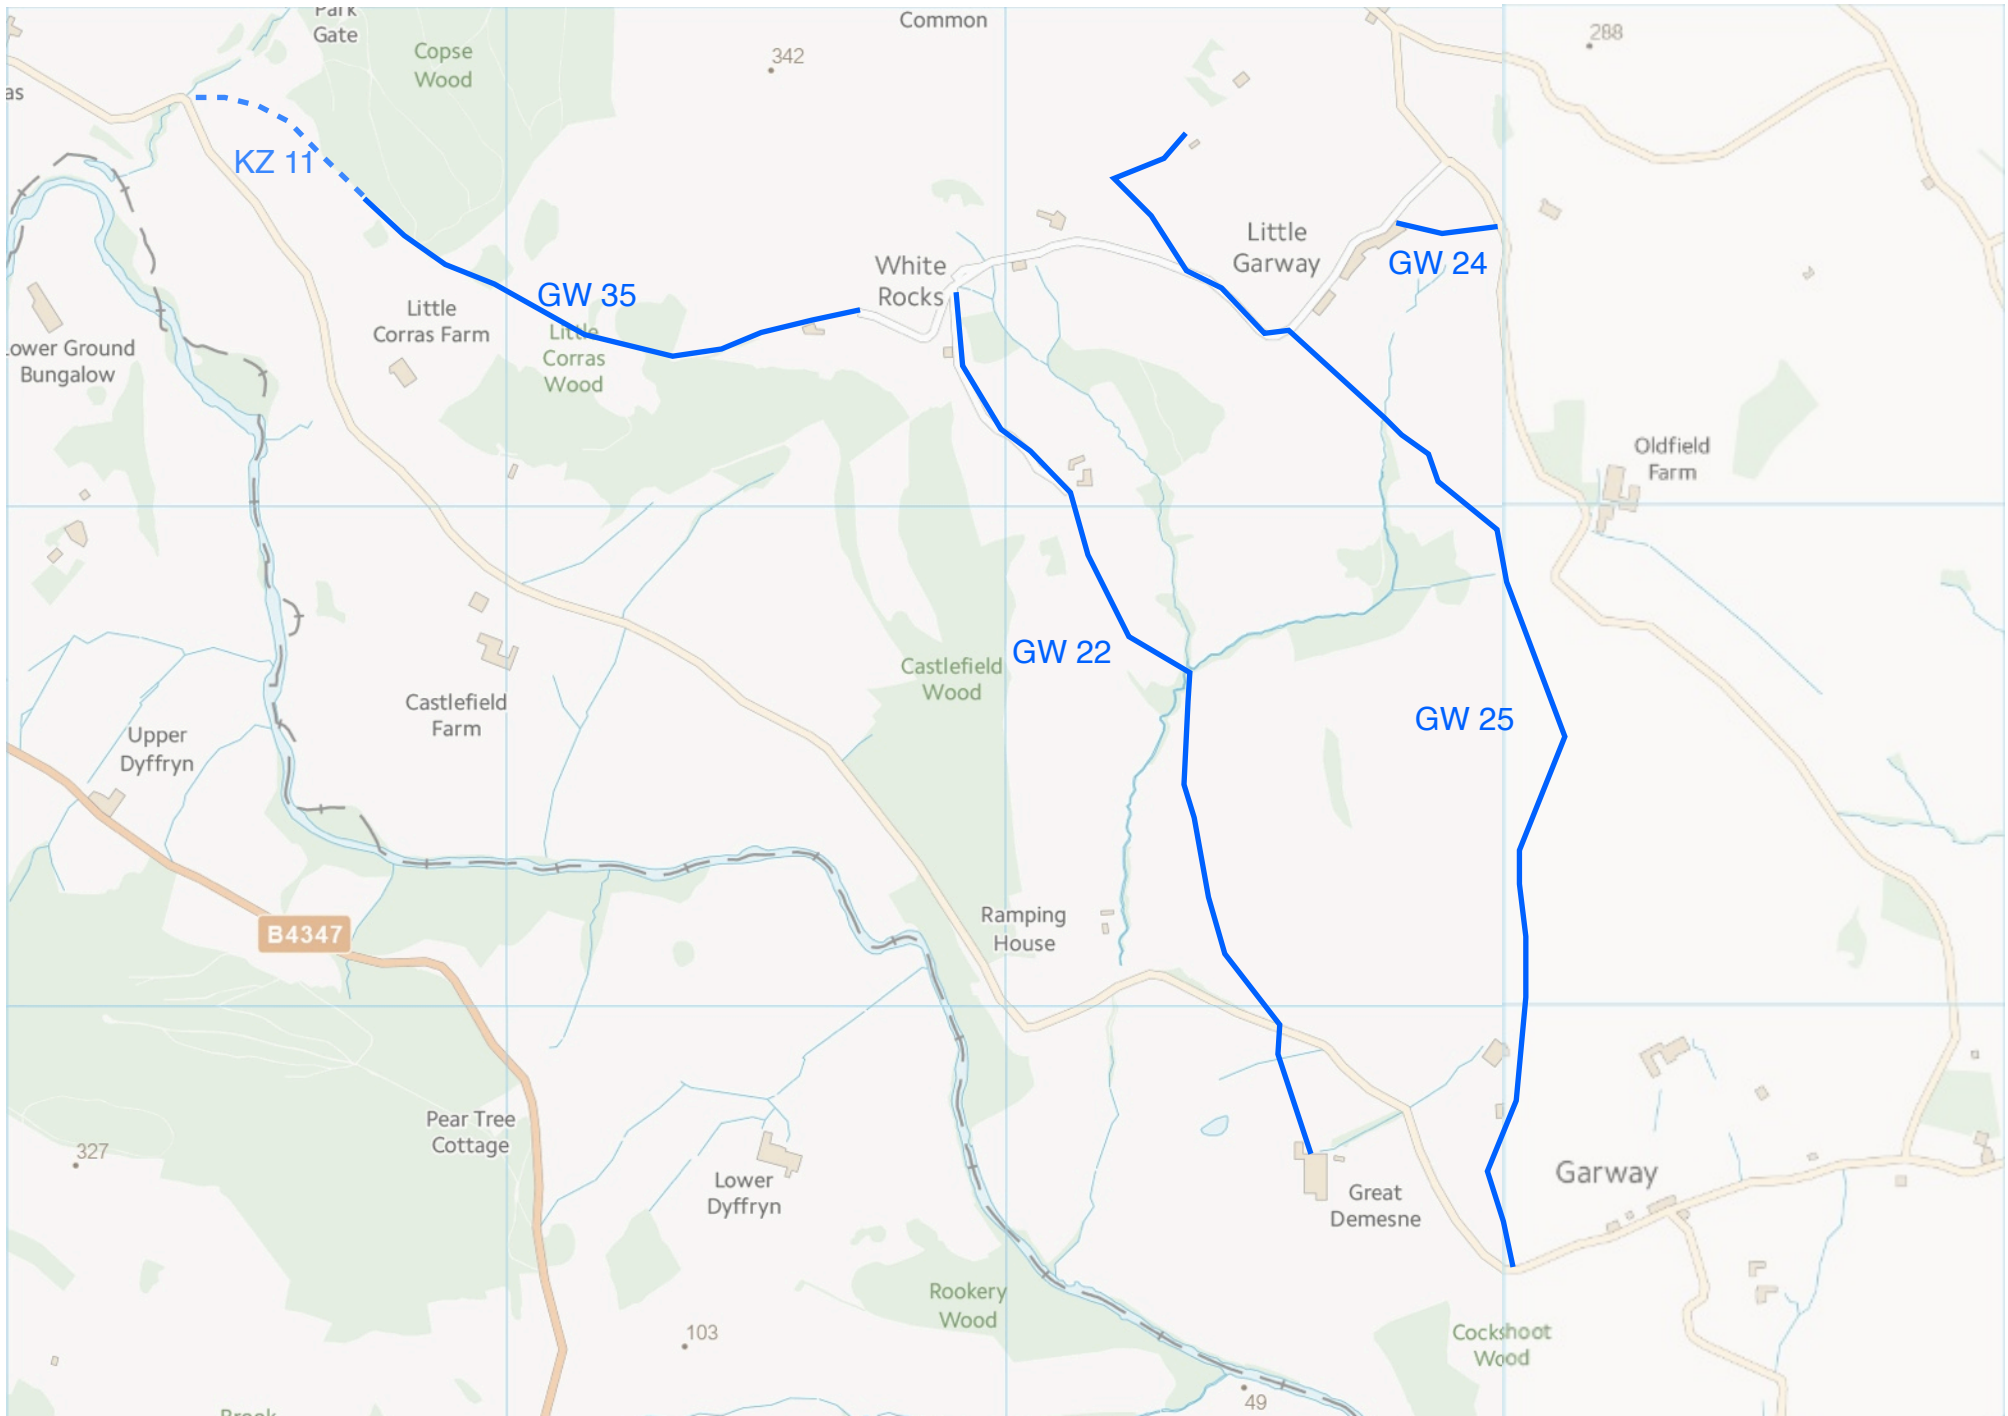 Park
Gate
Common
Copse
Wood
342
288
as
KZ 11
Little
Garway
GW 24
White
Rocks
GW 35
Little
Corras Farm
Little
Corras
Wood
Lower Ground
Bungalow
Oldfield
Farm
GW 22
Castlefield
Wood
GW 25
Castlefield
Farm
Upper
Dyffryn
B4347
Ramping
House
Pear Tree
Cottage
327
Lower
Dyffryn
Great
Demesne
Garway
Rookery
Wood
103
Cockshoot
Wood
49
Brook